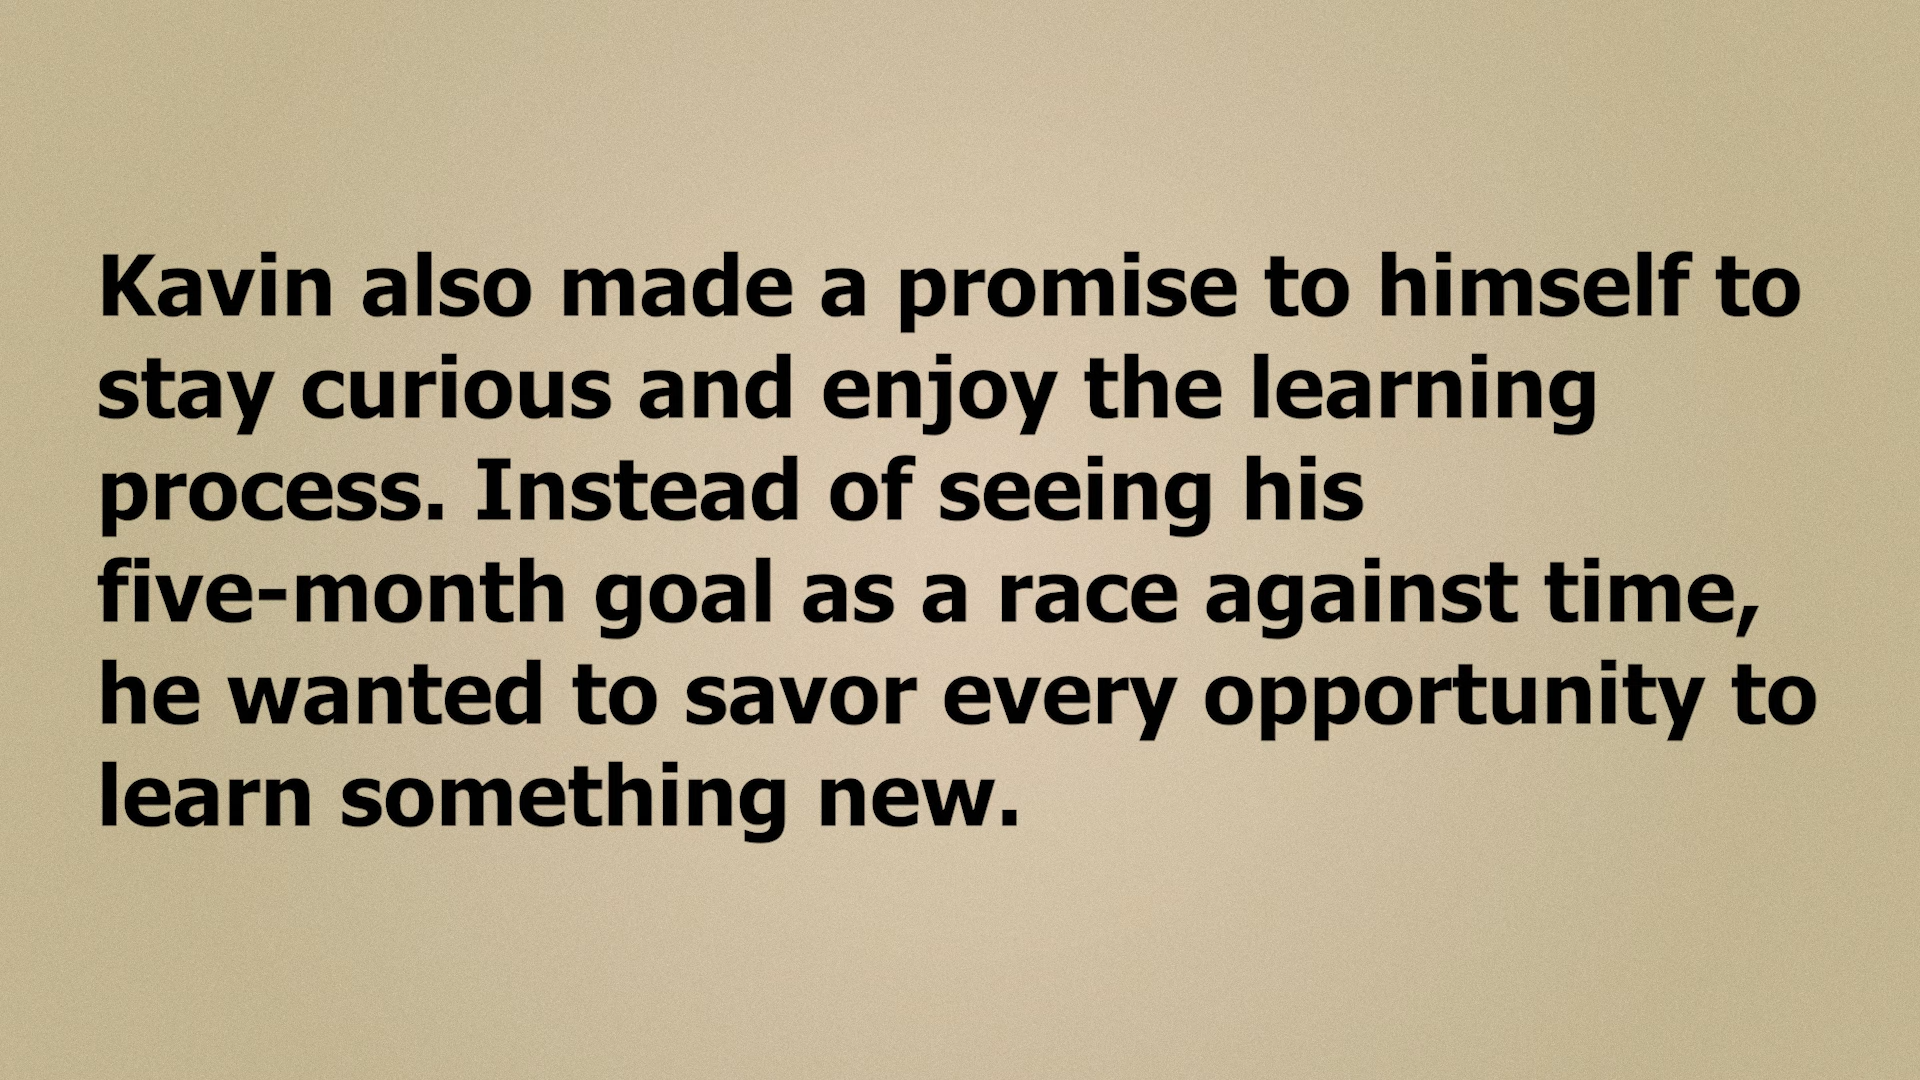 Kavin also made a promise to himself to
stay curious and enjoy the learning
process. Instead of seeing his
five-month goal as a race against time,
he wanted to savor every opportunity to
learn something new.